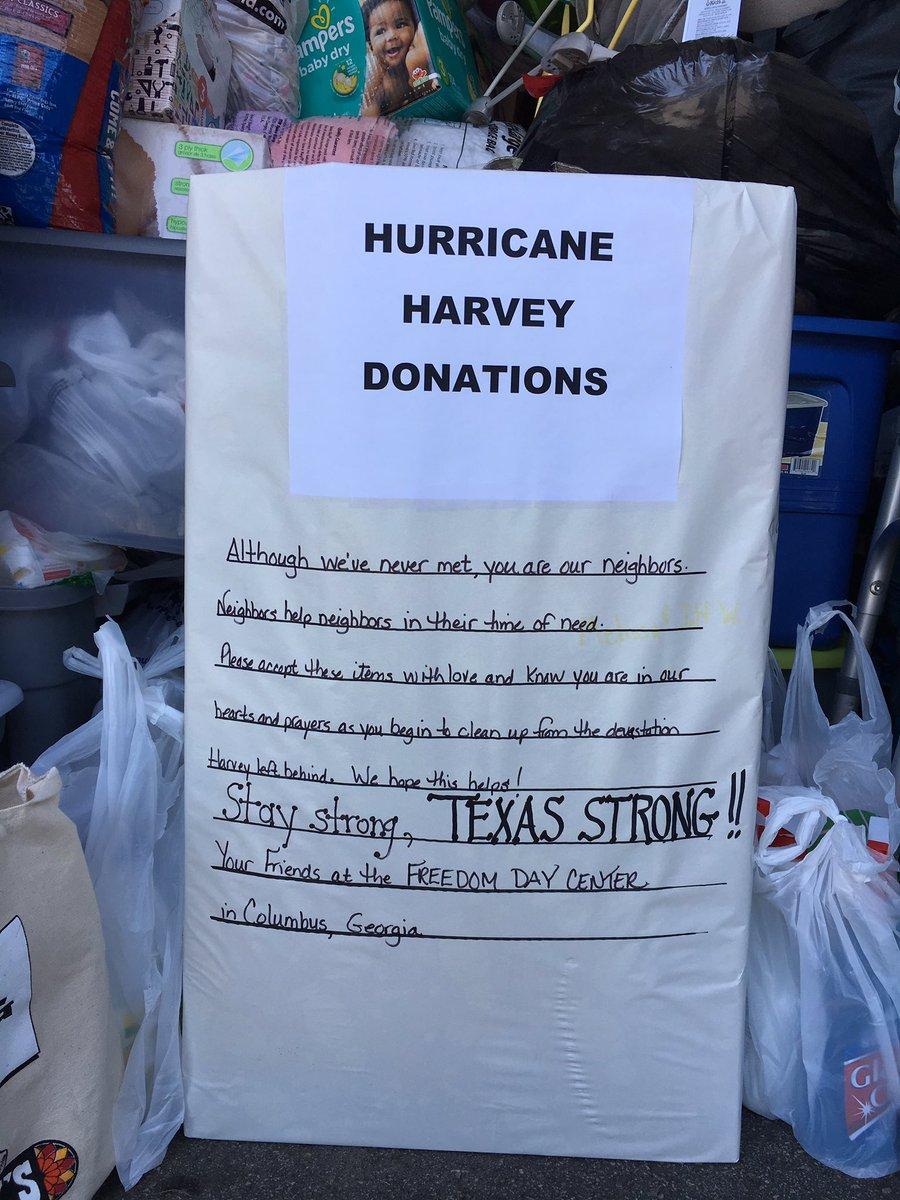 Pampers
baby dry
3 ply thick
HURRICANE
HARVEY
DONATIONS
Although we've never met, you are our neighbors.
Neighbors help neighbors in their time of need.
Please accept these items with love and know you are in our
hearts and prayers as you begin to clean up from the devastation
Harvey left behind. We hope this helps!
Stay strong, TEXAS STRONG!!
Your Friends at the FREEDOM DAY CENTER
in Columbus, Georgia